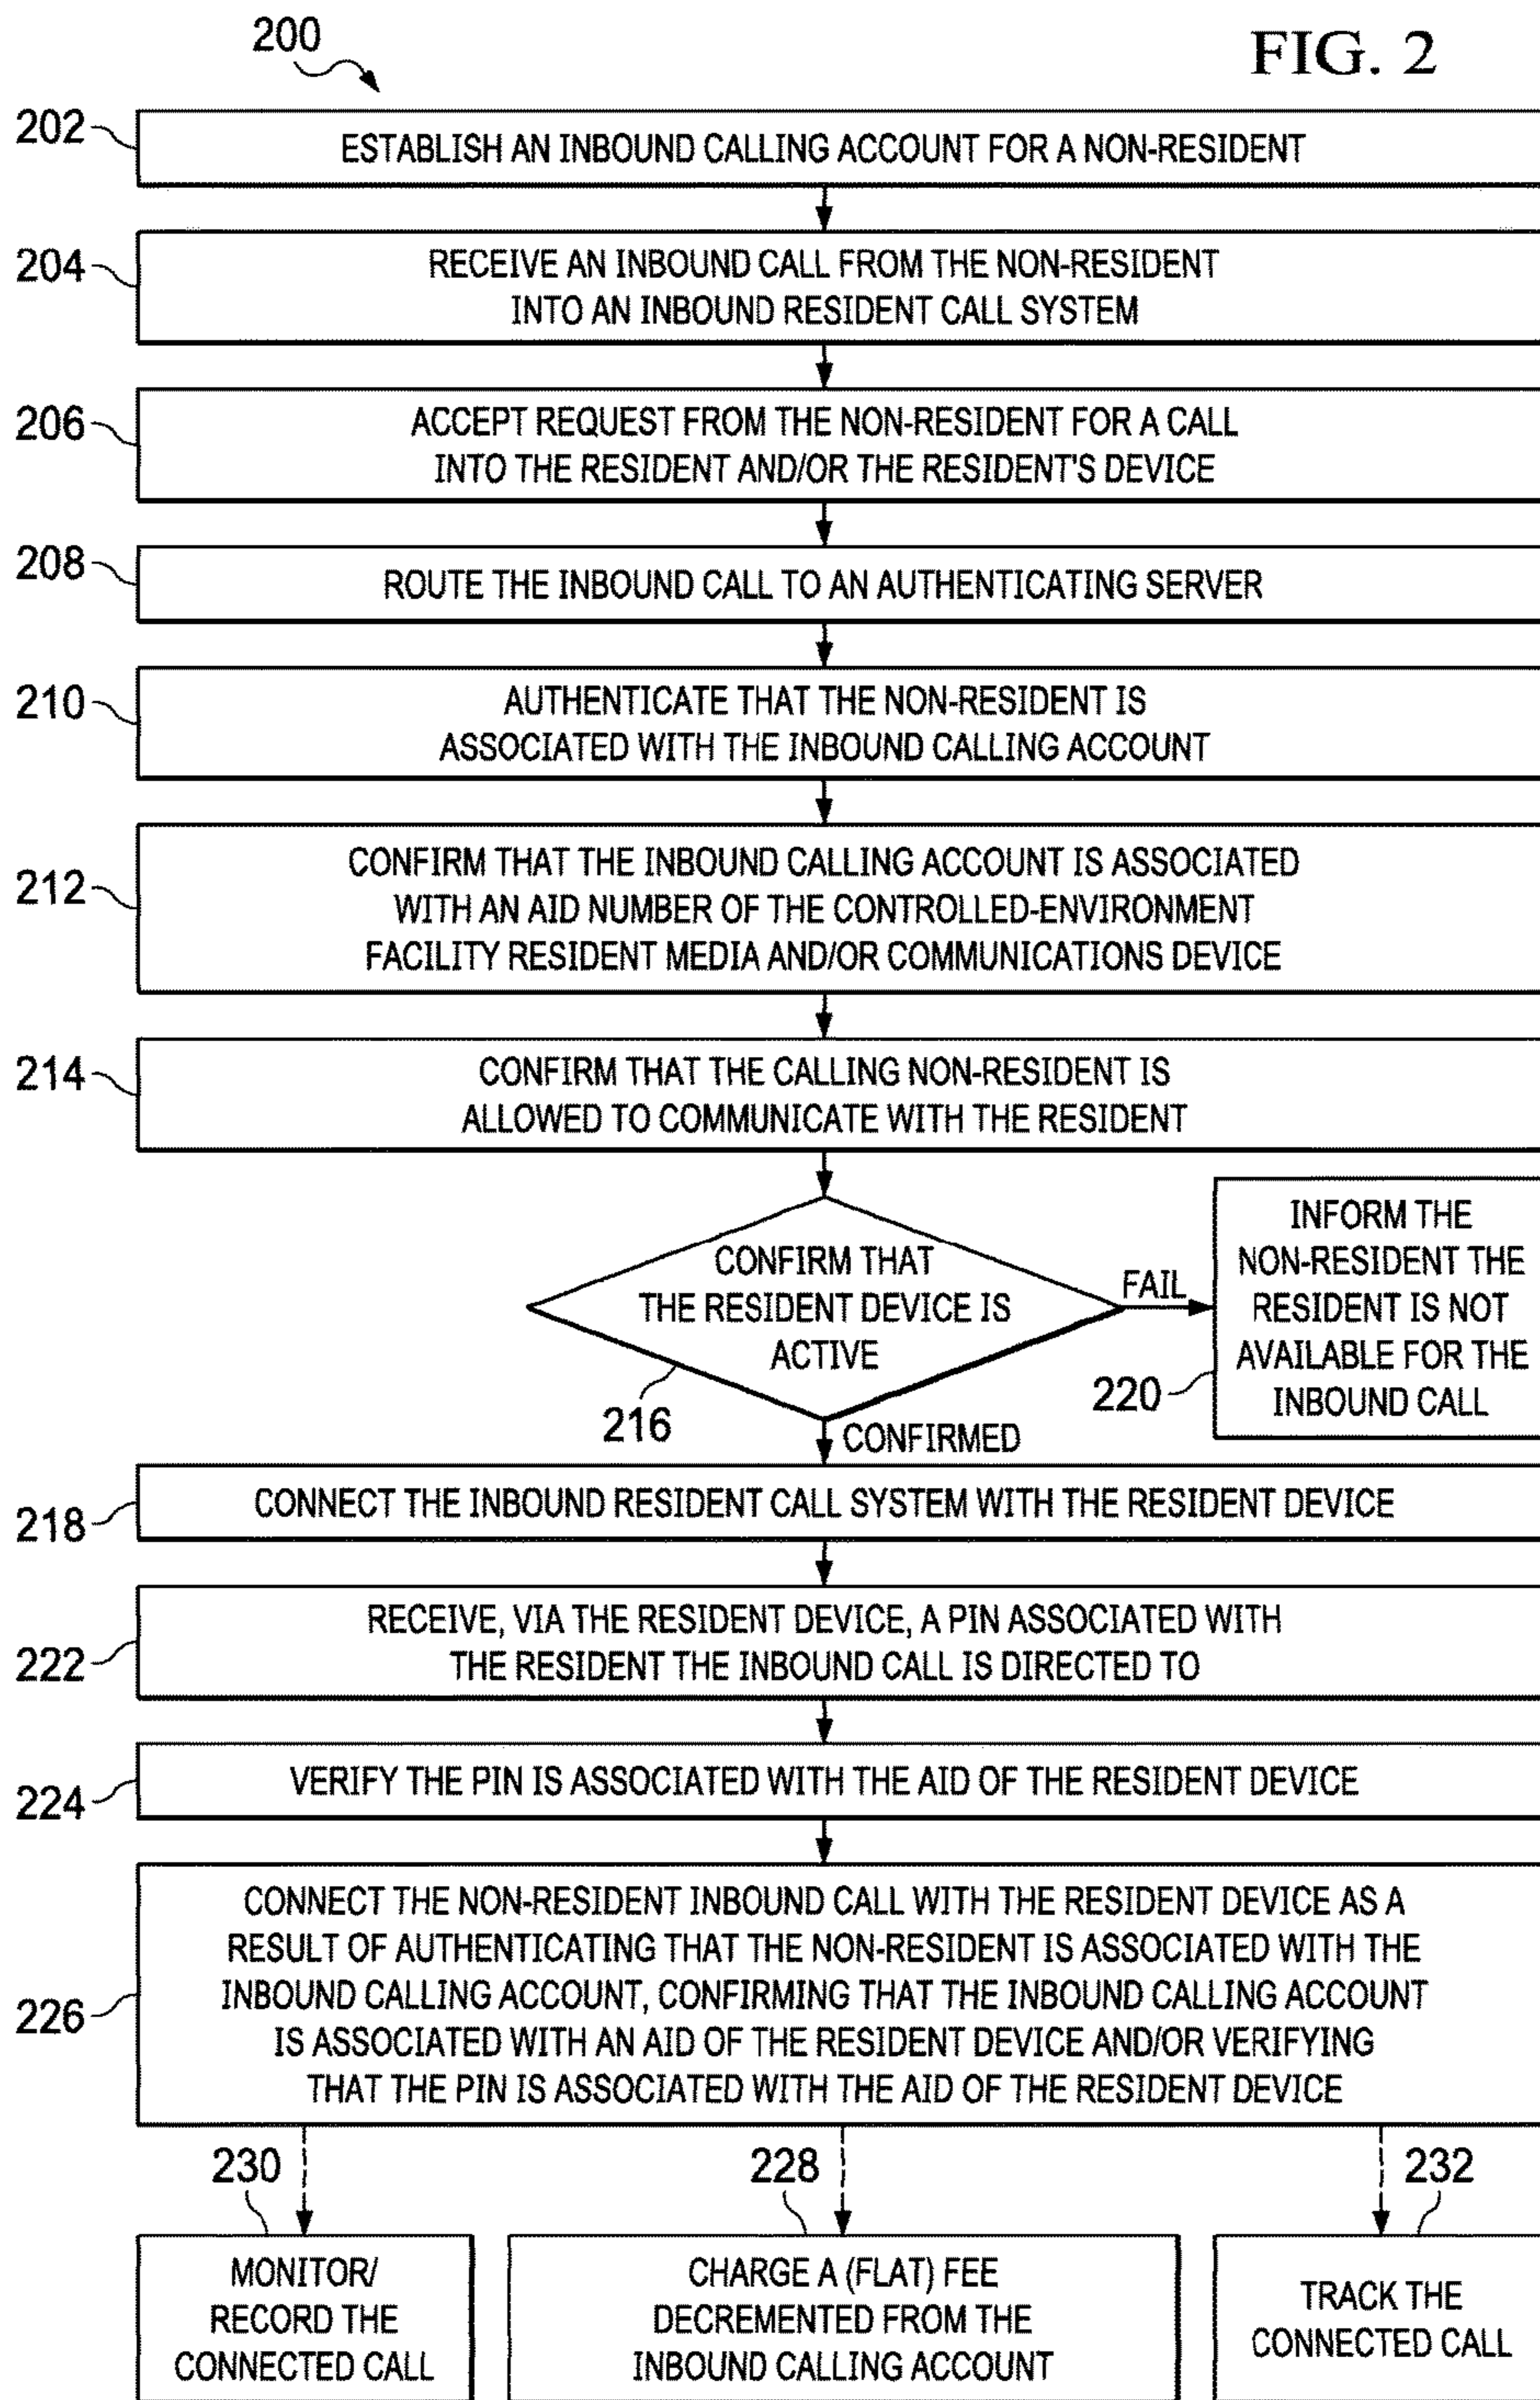 200
FIG. 2
202
ESTABLISH AN INBOUND CALLING ACCOUNT FOR A NON-RESIDENT
204
RECEIVE AN INBOUND CALL FROM THE NON-RESIDENT
INTO AN INBOUND RESIDENT CALL SYSTEM
206
ACCEPT REQUEST FROM THE NON-RESIDENT FOR A CALL
INTO THE RESIDENT AND/OR THE RESIDENT'S DEVICE
208
ROUTE THE INBOUND CALL TO AN AUTHENTICATING SERVER
210
AUTHENTICATE THAT THE NON-RESIDENT IS
ASSOCIATED WITH THE INBOUND CALLING ACCOUNT
212
CONFIRM THAT THE INBOUND CALLING ACCOUNT IS ASSOCIATED
WITH AN AID NUMBER OF THE CONTROLLED-ENVIRONMENT
FACILITY RESIDENT MEDIA AND/OR COMMUNICATIONS DEVICE
214
CONFIRM THAT THE CALLING NON-RESIDENT IS
ALLOWED TO COMMUNICATE WITH THE RESIDENT
CONFIRM THAT
THE RESIDENT DEVICE IS
ACTIVE
216
FAIL
INFORM THE
NON-RESIDENT THE
RESIDENT IS NOT
AVAILABLE FOR THE
INBOUND CALL
220
CONFIRMED
218
CONNECT THE INBOUND RESIDENT CALL SYSTEM WITH THE RESIDENT DEVICE
222
RECEIVE, VIA THE RESIDENT DEVICE, A PIN ASSOCIATED WITH
THE RESIDENT THE INBOUND CALL IS DIRECTED TO
224
VERIFY THE PIN IS ASSOCIATED WITH THE AID OF THE RESIDENT DEVICE
226
CONNECT THE NON-RESIDENT INBOUND CALL WITH THE RESIDENT DEVICE AS A
RESULT OF AUTHENTICATING THAT THE NON-RESIDENT IS ASSOCIATED WITH THE
INBOUND CALLING ACCOUNT, CONFIRMING THAT THE INBOUND CALLING ACCOUNT
IS ASSOCIATED WITH AN AID OF THE RESIDENT DEVICE AND/OR VERIFYING
THAT THE PIN IS ASSOCIATED WITH THE AID OF THE RESIDENT DEVICE
230
MONITOR/
RECORD THE
CONNECTED CALL
228
CHARGE A (FLAT) FEE
DECREMENTED FROM THE
INBOUND CALLING ACCOUNT
232
TRACK THE
CONNECTED CALL